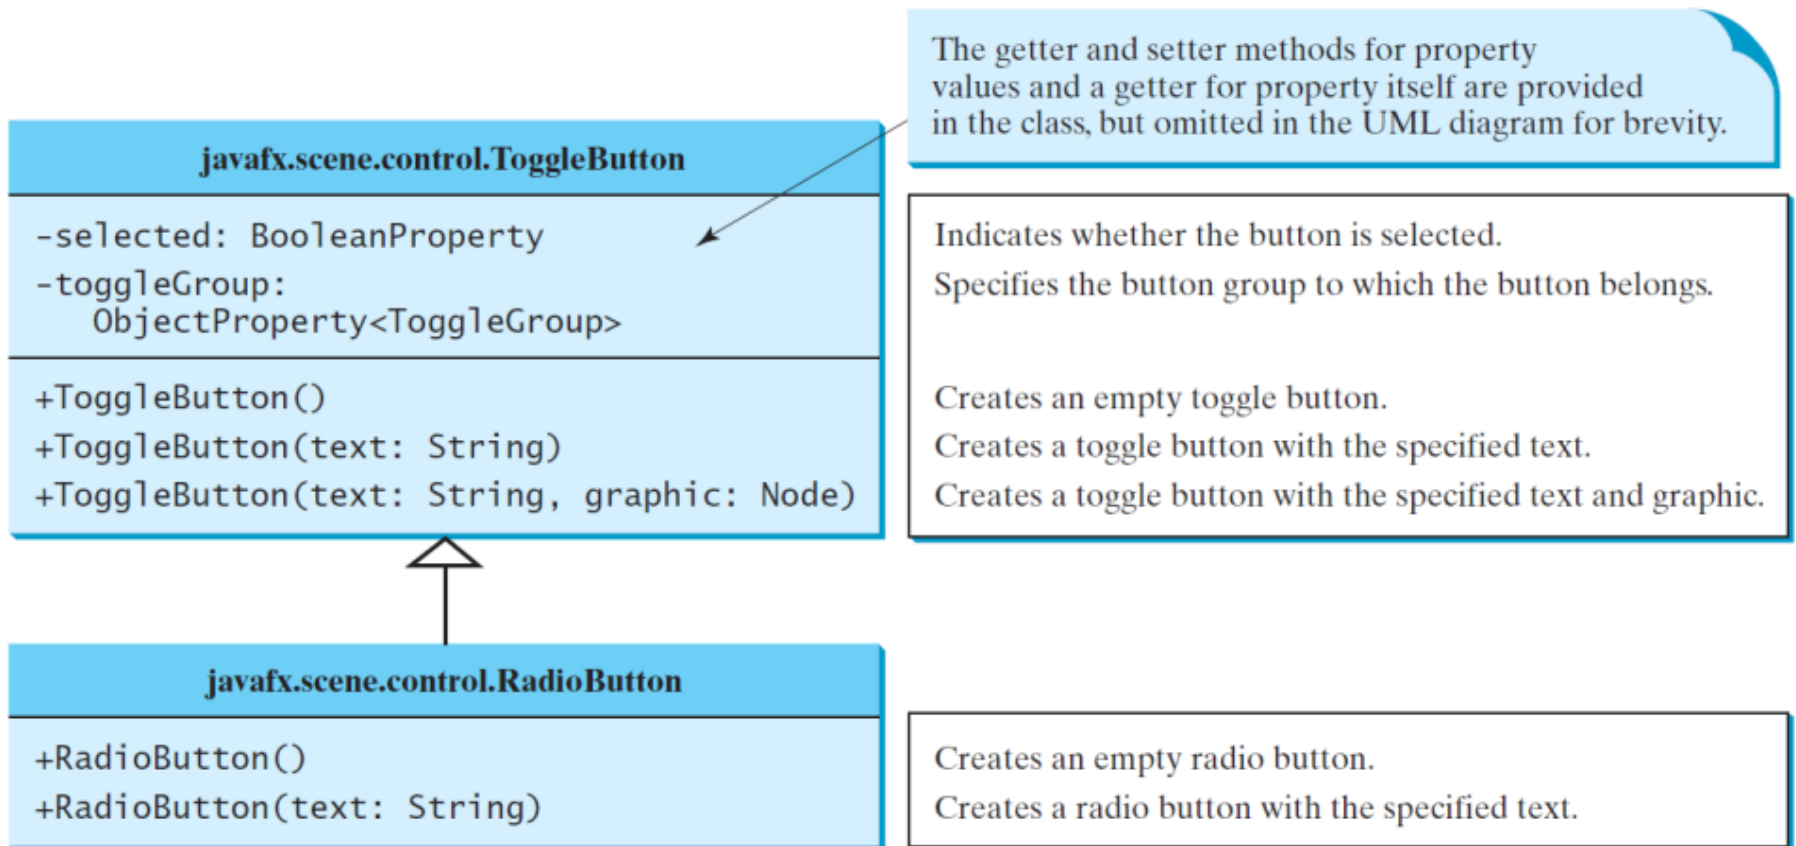 The getter and setter methods for property
values and a getter for property itself are provided
in the class, but omitted in the UML diagram for brevity.
javafx.scene.control.ToggleButton
-selected: BooleanProperty
Indicates whether the button is selected.
-toggleGroup:
Specifies the button group to which the button belongs.
ObjectProperty<ToggleGroup>
+ToggleButton()
Creates an empty toggle button.
+ToggleButton(text: String)
Creates a toggle button with the specified text.
+ToggleButton(text: String, graphic: Node)
Creates a toggle button with the specified text and graphic.
javafx.scene.control.RadioButton
+RadioButton()
Creates an empty radio button.
+RadioButton(text: String)
Creates a radio button with the specified text.